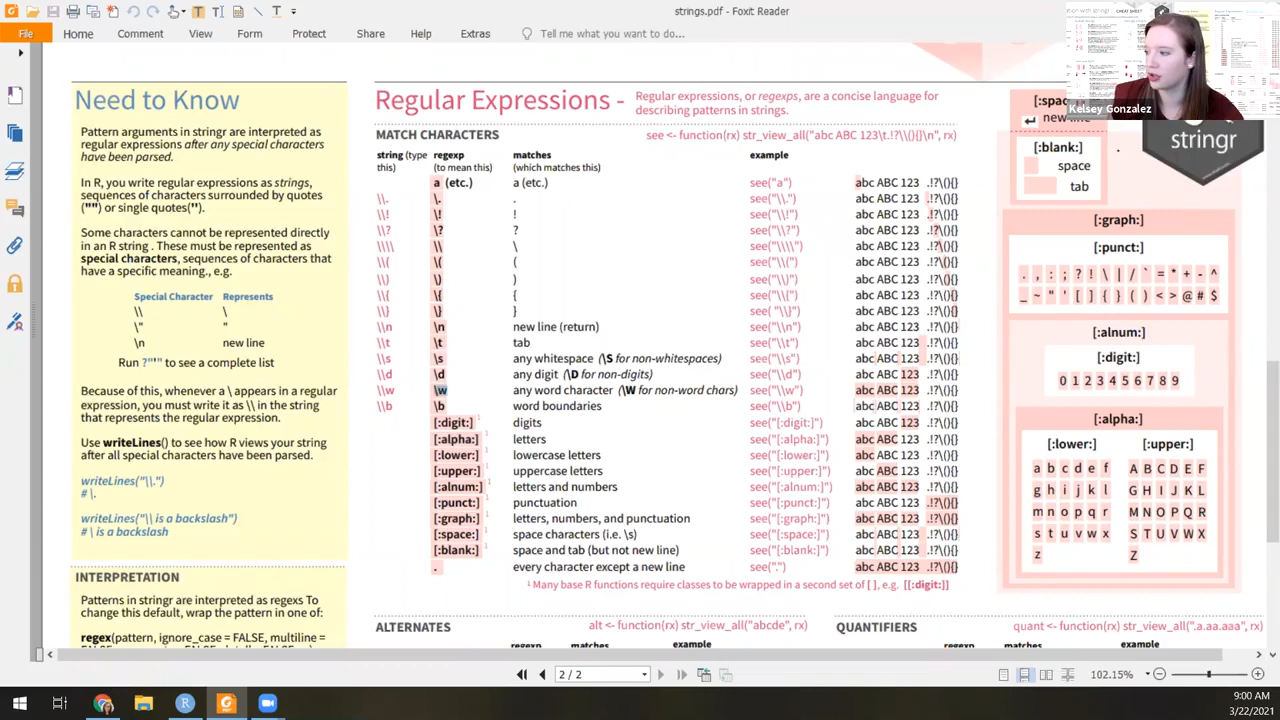 strings.pdf - Foxit Reader
File Home Comment View Form Protect Share Help Extras Tell me what you want to do...
Kelsey Gonzalez
Need to Know
Pattern arguments in stringr are interpreted as
regular expressions after any special characters
have been parsed.
In R, you write regular expressions as strings,
sequences of characters surrounded by quotes
("") or single quotes('').
Some characters cannot be represented directly
in an R string . These must be represented as
special characters, sequences of characters that
have a specific meaning., e.g.
Special Character Represents
\\ \
\" "
\n new line
Run ?"'" to see a complete list
Because of this, whenever a \ appears in a regular
expression, you must write it as \\ in the string
that represents the regular expression.
Use writeLines() to see how R views your string
after all special characters have been parsed.
writeLines("\\.")
# \.
writeLines("\\ is a backslash")
# \ is a backslash
INTERPRETATION
Patterns in stringr are interpreted as regexs To
change this default, wrap the pattern in one of:
regex(pattern, ignore_case = FALSE, multiline =
Regular Expressions -
Regular expressions, or regexps, are a concise language for
describing patterns in strings.
MATCH CHARACTERS see <- function(rx) str_view_all("abc ABC 123\t.!?\\(){}\n", rx)
string (type regexp matches example
this) (to mean this) (which matches this)
a (etc.) a (etc.) see("a") abc ABC 123 .!?\(){}
\\. \. . see("\\.") abc ABC 123 .!?\(){}
\\! \! ! see("\\!") abc ABC 123 .!?\(){}
\\? \? ? see("\\?") abc ABC 123 .!?\(){}
\\\\ \\ \ see("\\\\") abc ABC 123 .!?\(){}
\\( \( ( see("\\(") abc ABC 123 .!?\(){}
\\) \) ) see("\\)") abc ABC 123 .!?\(){}
\\{ \{ { see("\\{") abc ABC 123 .!?\(){}
\\} \} } see( "\\}") abc ABC 123 .!?\(){}
\\n \n new line (return) see("\\n") abc ABC 123 .!?\(){}
\\t \t tab see("\\t") abc ABC 123 .!?\(){}
\\s \s any whitespace (\S for non-whitespaces) see("\\s") abc ABC 123 .!?\(){}
\\d \d any digit (\D for non-digits) see("\\d") abc ABC 123 .!?\(){}
\\w \w any word character (\W for non-word chars) see("\\w") abc ABC 123 .!?\(){}
\\b \b word boundaries see("\\b") abc ABC 123 .!?\(){}
[:digit:] 1 digits see("[:digit:]") abc ABC 123 .!?\(){}
[:alpha:] 1 letters see("[:alpha:]") abc ABC 123 .!?\(){}
[:lower:] 1 lowercase letters see("[:lower:]") abc ABC 123 .!?\(){}
[:upper:] 1 uppercase letters see("[:upper:]") abc ABC 123 .!?\(){}
[:alnum:] 1 letters and numbers see("[:alnum:]") abc ABC 123 .!?\(){}
[:punct:] 1 punctuation see("[:punct:]") abc ABC 123 .!?\(){}
[:graph:] 1 letters, numbers, and punctuation see("[:graph:]") abc ABC 123 .!?\(){}
[:space:] 1 space characters (i.e. \s) see("[:space:]") abc ABC 123 .!?\(){}
[:blank:] 1 space and tab (but not new line) see("[:blank:]") abc ABC 123 .!?\(){}
. every character except a new line see(".") abc ABC 123 .!?\(){}
1 Many base R functions require classes to be wrapped in a second set of [ ], e.g. [[:digit:]]
ALTERNATES alt <- function(rx) str_view_all("abcde", rx)
regexp matches example
QUANTIFIERS quant <- function(rx) str_view_all(".a.aa.aaa", rx)
regexp matches example
new line
[:blank:]
space
tab
stringr
[:graph:]
[:punct:]
. , : ; ? ! \ | / ` = * + - ^
_ ~ " ' [ ] { } ( ) < > @ # $
[:alnum:]
[:digit:]
0 1 2 3 4 5 6 7 8 9
[:alpha:]
[:lower:] [:upper:]
a b c d e f A B C D E F
g h i j k l G H I J K L
m n o p q r M N O P Q R
s t u v w x S T U V W X
z Z
2 / 2
102.15%
9:00 AM
3/22/2021